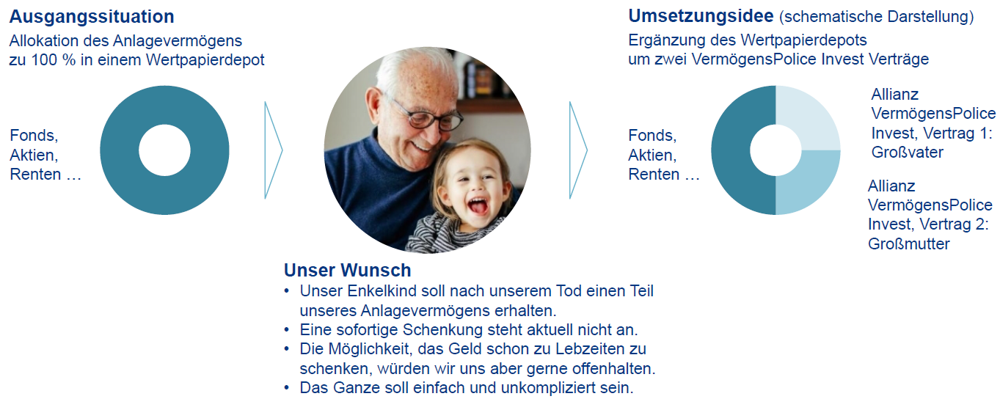 Ausgangssituation
Allokation des Anlagevermögens
zu 100 % in einem Wertpapierdepot
Fonds,
Aktien,
Renten …
Unser Wunsch
• Unser Enkelkind soll nach unserem Tod einen Teil
unseres Anlagevermögens erhalten.
• Eine sofortige Schenkung steht aktuell nicht an.
• Die Möglichkeit, das Geld schon zu Lebzeiten zu
schenken, würden wir uns aber gerne offenhalten.
• Das Ganze soll einfach und unkompliziert sein.
Umsetzungsidee (schematische Darstellung)
Ergänzung des Wertpapierdepots
um zwei VermögensPolice Invest Verträge
Fonds,
Aktien,
Renten …
Allianz
VermögensPolice
Invest, Vertrag 1:
Großvater
Allianz
VermögensPolice
Invest, Vertrag 2:
Großmutter